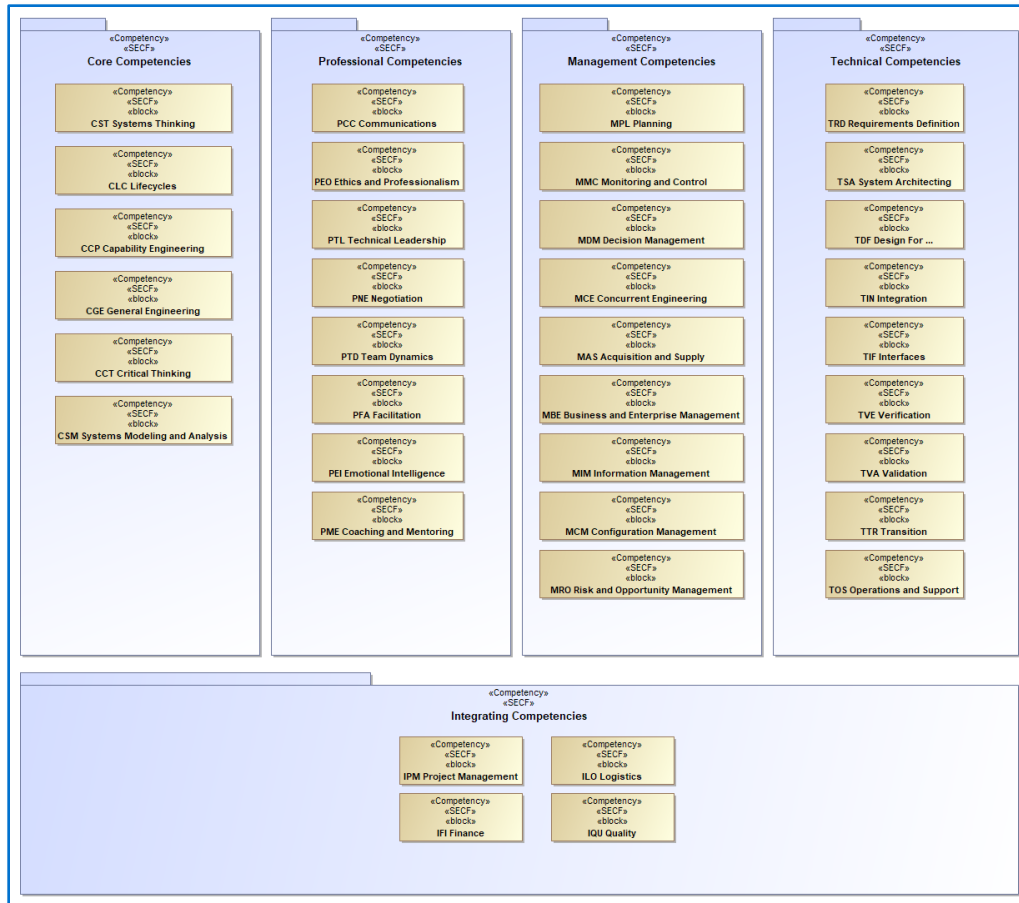 «Competency»
«SECF»
Core Competencies
«Competency»
«SECF»
«block»
CST Systems Thinking
«Competency»
«SECF»
«block»
CLC Lifecycles
«Competency»
«SECF»
«block»
CCP Capability Engineering
«Competency»
«SECF»
«block»
CGE General Engineering
«Competency»
«SECF»
«block»
CCT Critical Thinking
«Competency»
«SECF»
«block»
CSM Systems Modeling and Analysis
«Competency»
«SECF»
Professional Competencies
«Competency»
«SECF»
«block»
PCC Communications
«Competency»
«SECF»
«block»
PEO Ethics and Professionalism
«Competency»
«SECF»
«block»
PTL Technical Leadership
«Competency»
«SECF»
«block»
PNE Negotiation
«Competency»
«SECF»
«block»
PTD Team Dynamics
«Competency»
«SECF»
«block»
PFA Facilitation
«Competency»
«SECF»
«block»
PEI Emotional Intelligence
«Competency»
«SECF»
«block»
PME Coaching and Mentoring
«Competency»
«SECF»
Management Competencies
«Competency»
«SECF»
«block»
MPL Planning
«Competency»
«SECF»
«block»
MMC Monitoring and Control
«Competency»
«SECF»
«block»
MDM Decision Management
«Competency»
«SECF»
«block»
MCE Concurrent Engineering
«Competency»
«SECF»
«block»
MAS Acquisition and Supply
«Competency»
«SECF»
«block»
MBE Business and Enterprise Management
«Competency»
«SECF»
«block»
MIM Information Management
«Competency»
«SECF»
«block»
MCM Configuration Management
«Competency»
«SECF»
«block»
MRO Risk and Opportunity Management
«Competency»
«SECF»
Technical Competencies
«Competency»
«SECF»
«block»
TRD Requirements Definition
«Competency»
«SECF»
«block»
TSA System Architecting
«Competency»
«SECF»
«block»
TDF Design For ...
«Competency»
«SECF»
«block»
TIN Integration
«Competency»
«SECF»
«block»
TIF Interfaces
«Competency»
«SECF»
«block»
TVE Verification
«Competency»
«SECF»
«block»
TVA Validation
«Competency»
«SECF»
«block»
TTR Transition
«Competency»
«SECF»
«block»
TOS Operations and Support
«Competency»
«SECF»
Integrating Competencies
«Competency»
«SECF»
«block»
IPM Project Management
«Competency»
«SECF»
«block»
ILO Logistics
«Competency»
«SECF»
«block»
IFI Finance
«Competency»
«SECF»
«block»
IQU Quality